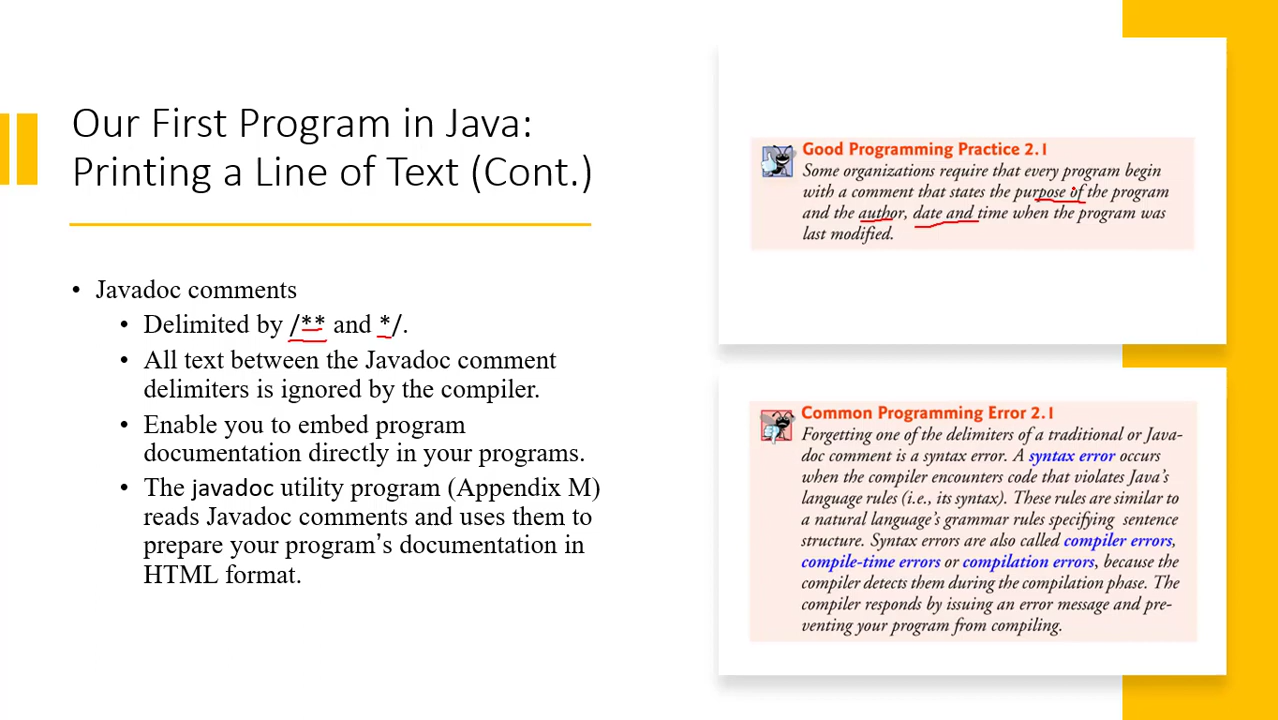 Our First Program in Java:
Printing a Line of Text (Cont.)
• Javadoc comments
• Delimited by /** and */.
• All text between the Javadoc comment
delimiters is ignored by the compiler.
• Enable you to embed program
documentation directly in your programs.
• The javadoc utility program (Appendix M)
reads Javadoc comments and uses them to
prepare your program’s documentation in
HTML format.
Good Programming Practice 2.1
Some organizations require that every program begin
with a comment that states the purpose of the program
and the author, date and time when the program was
last modified.
Common Programming Error 2.1
Forgetting one of the delimiters of a traditional or Java-
doc comment is a syntax error. A syntax error occurs
when the compiler encounters code that violates Java’s
language rules (i.e., its syntax). These rules are similar to
a natural language’s grammar rules specifying sentence
structure. Syntax errors are also called compiler errors,
compile-time errors or compilation errors, because the
compiler detects them during the compilation phase. The
compiler responds by issuing an error message and pre-
venting your program from compiling.